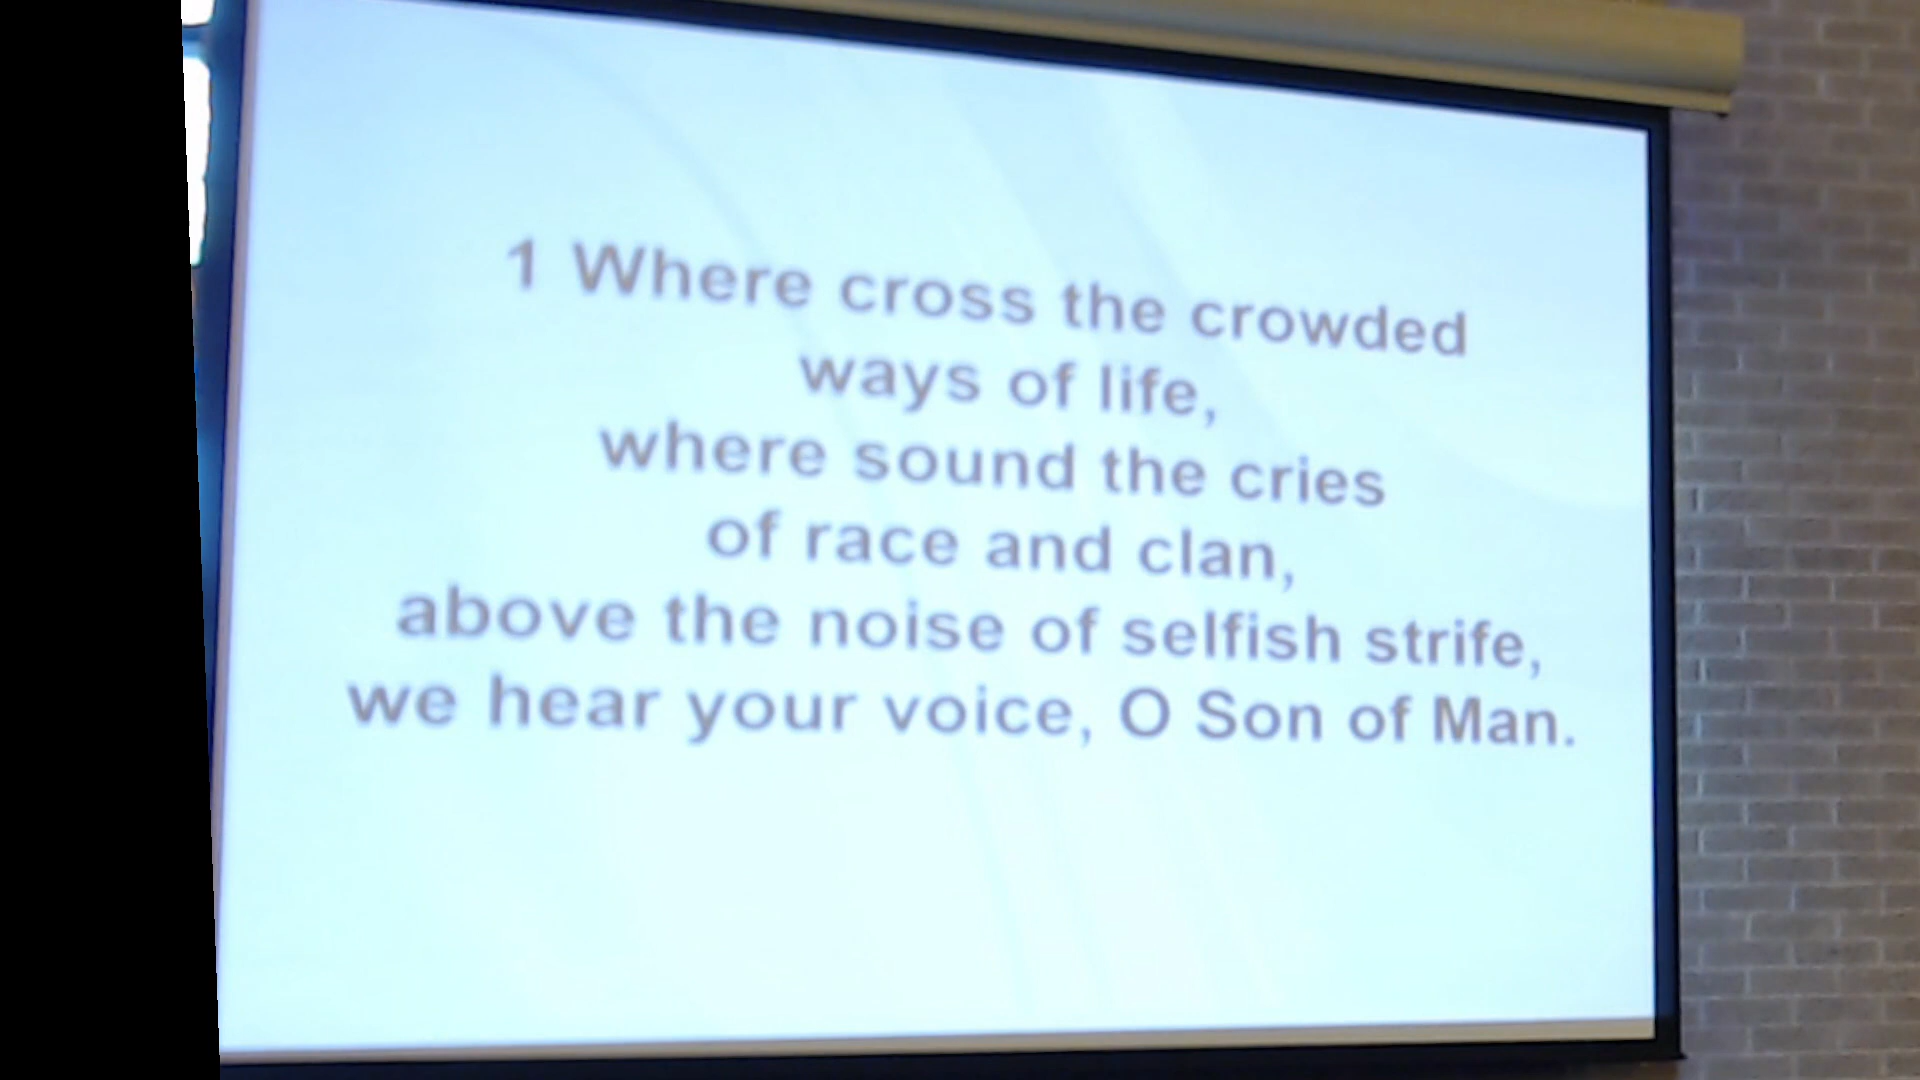 1 Where cross the crowded
ways of life,
where sound the cries
of race and clan,
above the noise of selfish strife,
we hear your voice, O Son of Man.